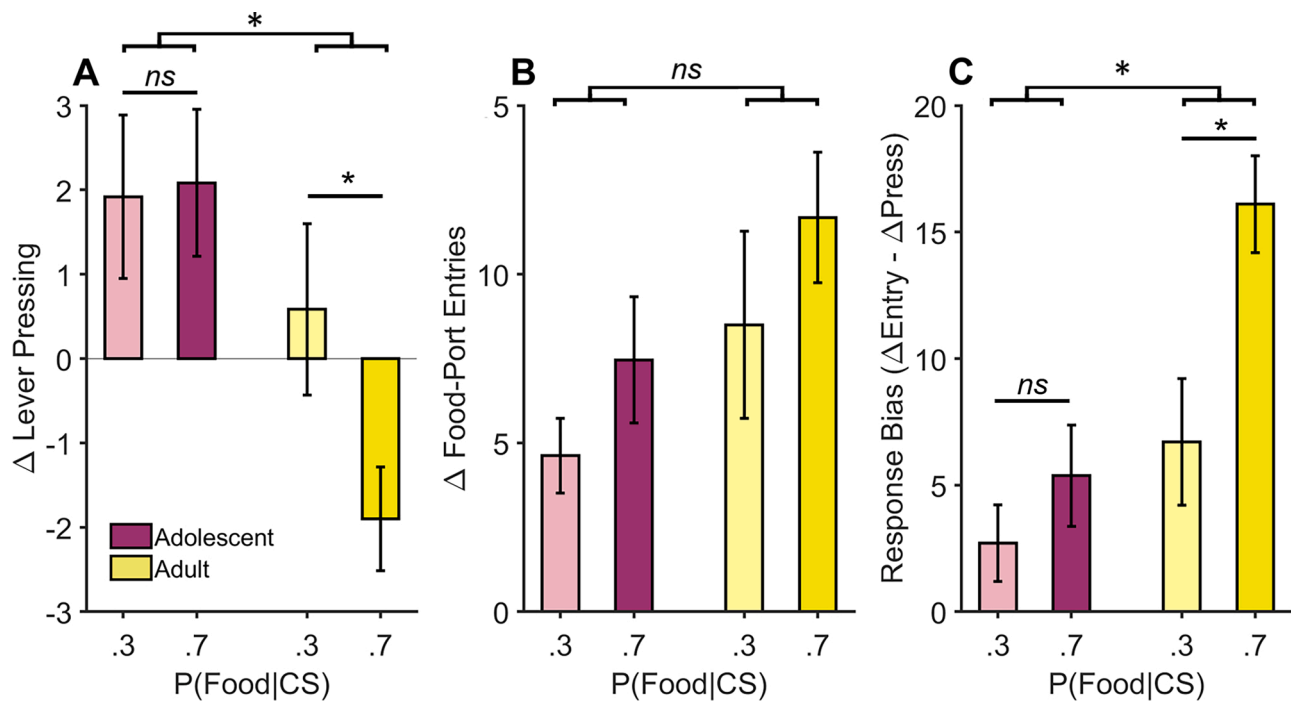 A
*
ns
*
3
2
1
0
-1
-2
-3
Δ Lever Pressing
Adolescent
Adult
.3
.7
.3
.7
P(Food|CS)
B
ns
5
10
5
0
Δ Food-Port Entries
.3
.7
.3
.7
P(Food|CS)
C
*
*
ns
20
15
10
5
0
Response Bias (ΔEntry - ΔPress)
.3
.7
.3
.7
P(Food|CS)